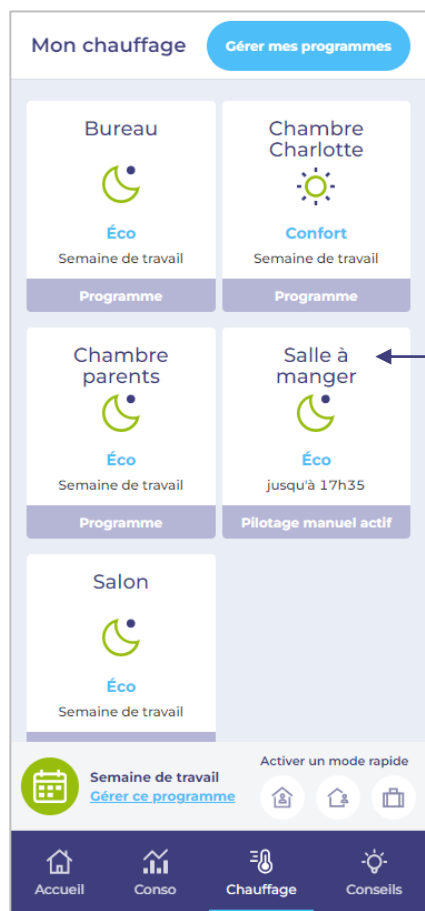 Mon chauffage
Gérer mes programmes
Bureau
Éco
Semaine de travail
Programme
Chambre
Charlotte
Confort
Semaine de travail
Programme
Chambre
parents
Éco
Semaine de travail
Programme
Salle à
manger
Éco
jusqu'à 17h35
Pilotage manuel actif
Salon
Éco
Semaine de travail
Semaine de travail
Gérer ce programme
Activer un mode rapide
Accueil
Conso
Chauffage
Conseils